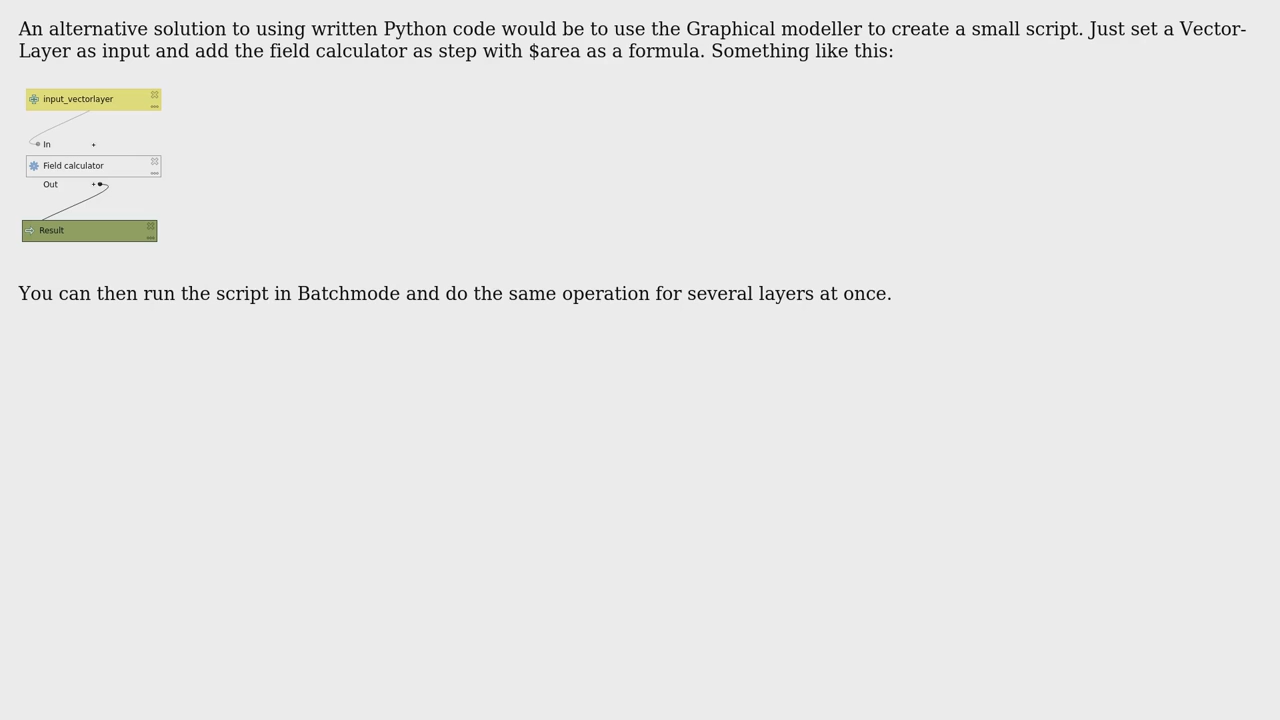 An alternative solution to using written Python code would be to use the Graphical modeller to create a small script. Just set a Vector-
Layer as input and add the field calculator as step with $area as a formula. Something like this:
input_vectorlayer
In +
Field calculator
Out +
Result
You can then run the script in Batchmode and do the same operation for several layers at once.